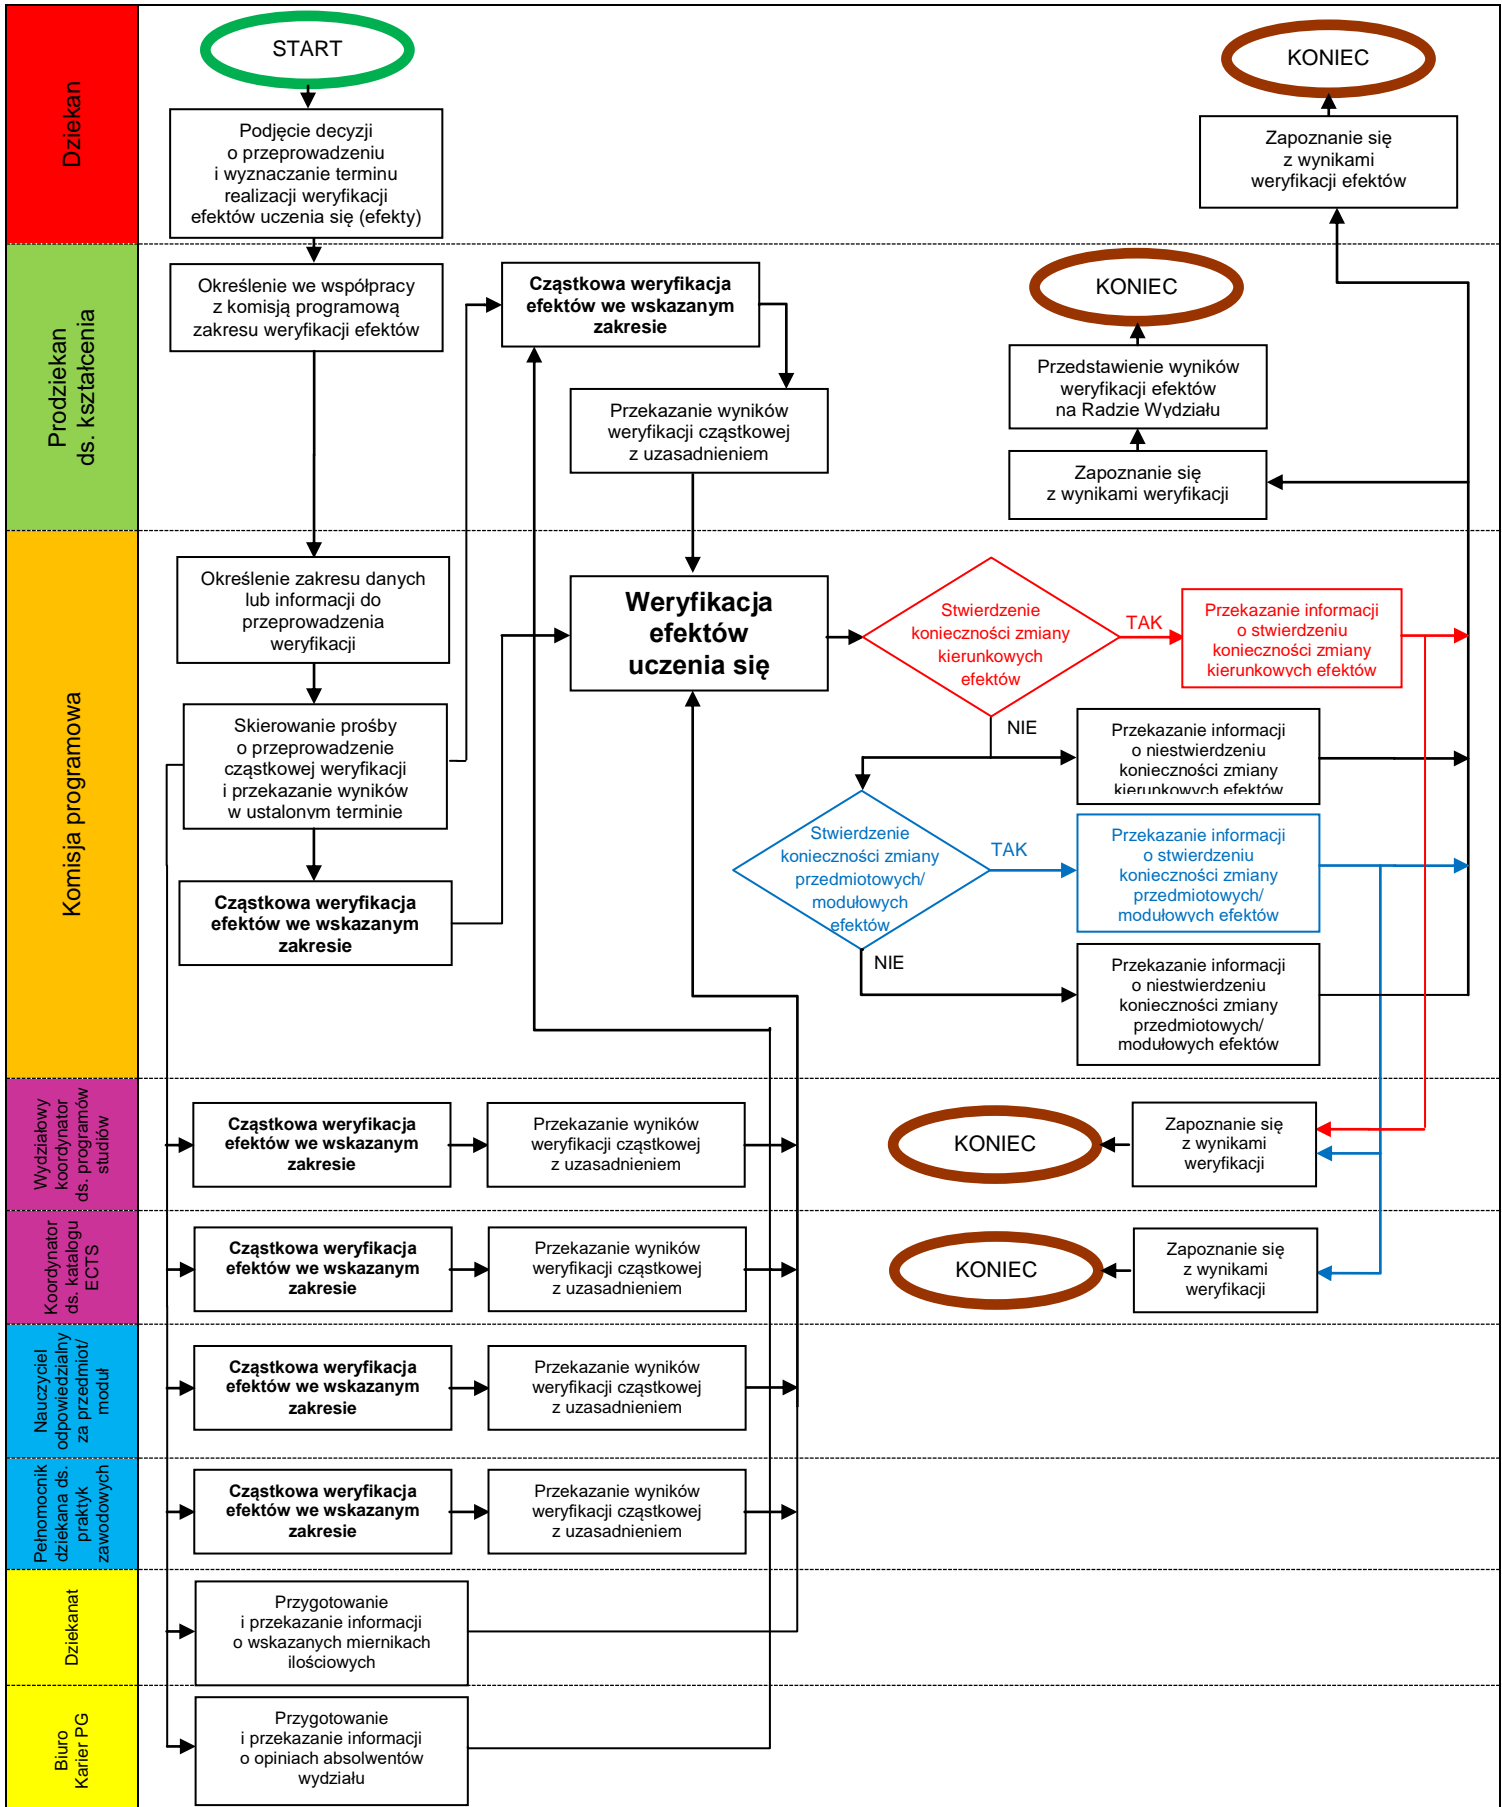 Dziekan
START
Podjęcie decyzji
o przeprowadzeniu
i wyznaczanie terminu
realizacji weryfikacji
efektów uczenia się (efekty)
KONIEC
Zapoznanie się
z wynikami
weryfikacji efektów
Prodziekan
ds. kształcenia
Określenie we współpracy
z komisją programową
zakresu weryfikacji efektów
Cząstkowa weryfikacja
efektów we wskazanym
zakresie
Przekazanie wyników
weryfikacji cząstkowej
z uzasadnieniem
KONIEC
Przedstawienie wyników
weryfikacji efektów
na Radzie Wydziału
Zapoznanie się
z wynikami weryfikacji
Komisja programowa
Określenie zakresu danych
lub informacji do
przeprowadzenia
weryfikacji
Skierowanie prośby
o przeprowadzenie
cząstkowej weryfikacji
i przekazanie wyników
w ustalonym terminie
Cząstkowa weryfikacja
efektów we wskazanym
zakresie
Weryfikacja
efektów
uczenia się
Stwierdzenie
konieczności zmiany
kierunkowych
efektów
TAK
Przekazanie informacji
o stwierdzeniu
konieczności zmiany
kierunkowych efektów
NIE
Przekazanie informacji
o niestwierdzeniu
konieczności zmiany
kierunkowych efektów
Stwierdzenie
konieczności zmiany
przedmiotowych/
modułowych
efektów
TAK
Przekazanie informacji
o stwierdzeniu
konieczności zmiany
przedmiotowych/
modułowych efektów
NIE
Przekazanie informacji
o niestwierdzeniu
konieczności zmiany
przedmiotowych/
modułowych efektów
Wydziałowy
koordynator
ds. programów
studiów
Cząstkowa weryfikacja
efektów we wskazanym
zakresie
Przekazanie wyników
weryfikacji cząstkowej
z uzasadnieniem
KONIEC
Zapoznanie się
z wynikami
weryfikacji
Koordynator
ds. katalogu
ECTS
Cząstkowa weryfikacja
efektów we wskazanym
zakresie
Przekazanie wyników
weryfikacji cząstkowej
z uzasadnieniem
KONIEC
Zapoznanie się
z wynikami
weryfikacji
Nauczyciel
odpowiedzialny
za przedmiot/
moduł
Cząstkowa weryfikacja
efektów we wskazanym
zakresie
Przekazanie wyników
weryfikacji cząstkowej
z uzasadnieniem
Pełnomocnik
dziekana ds.
praktyk
zawodowych
Cząstkowa weryfikacja
efektów we wskazanym
zakresie
Przekazanie wyników
weryfikacji cząstkowej
z uzasadnieniem
Dziekanat
Przygotowanie
i przekazanie informacji
o wskazanych miernikach
ilościowych
Biuro
Karier PG
Przygotowanie
i przekazanie informacji
o opiniach absolwentów
wydziału